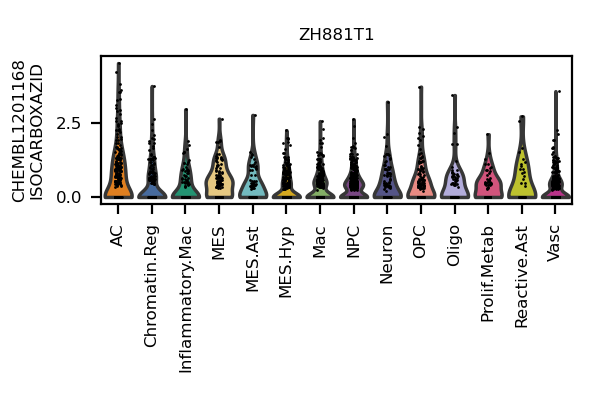 ZH881T1
CHEMBL1201168
ISOCARBOXAZID
2.5
0.0
AC
Chromatin.Reg
Inflammatory.Mac
MES
MES.Ast
MES.Hyp
Mac
NPC
Neuron
OPC
Oligo
Prolif.Metab
Reactive.Ast
Vasc